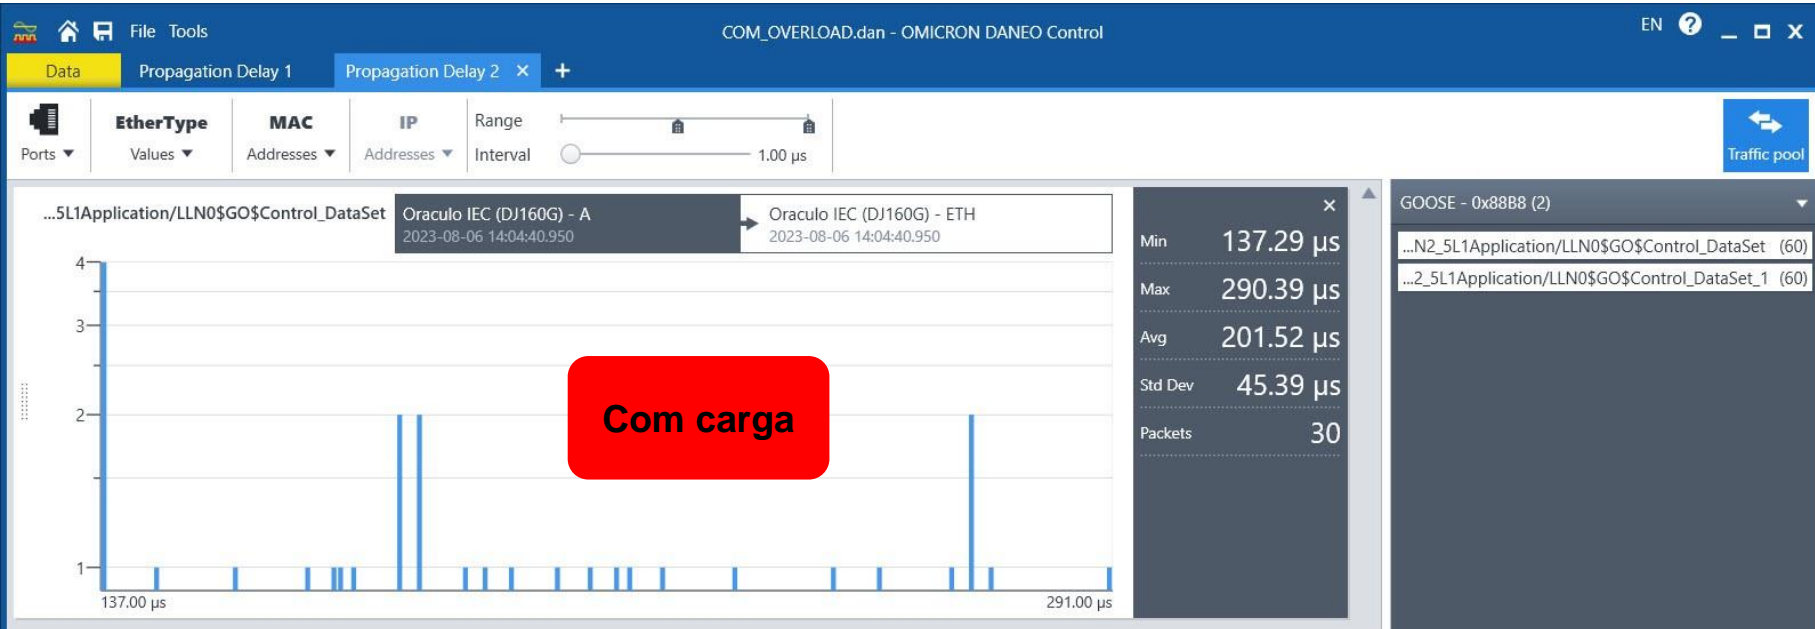 File Tools
COM_OVERLOAD.dan - OMICRON DANEO Control
EN ?
Data
Propagation Delay 1
Propagation Delay 2 ×
+
Ports
EtherType
Values
MAC
Addresses
IP
Addresses
Range
Interval
1.00 µs
Traffic pool
...5L1Application/LLN0$GO$Control_DataSet
Oraculo IEC (DJ160G) - A
2023-08-06 14:04:40.950
Oraculo IEC (DJ160G) - ETH
2023-08-06 14:04:40.950
4
3
2
1
137.00 µs
291.00 µs
Com carga
Min 137.29 µs
Max 290.39 µs
Avg 201.52 µs
Std Dev 45.39 µs
Packets 30
GOOSE - 0x88B8 (2)
...N2_5L1Application/LLN0$GO$Control_DataSet (60)
...2_5L1Application/LLN0$GO$Control_DataSet_1 (60)